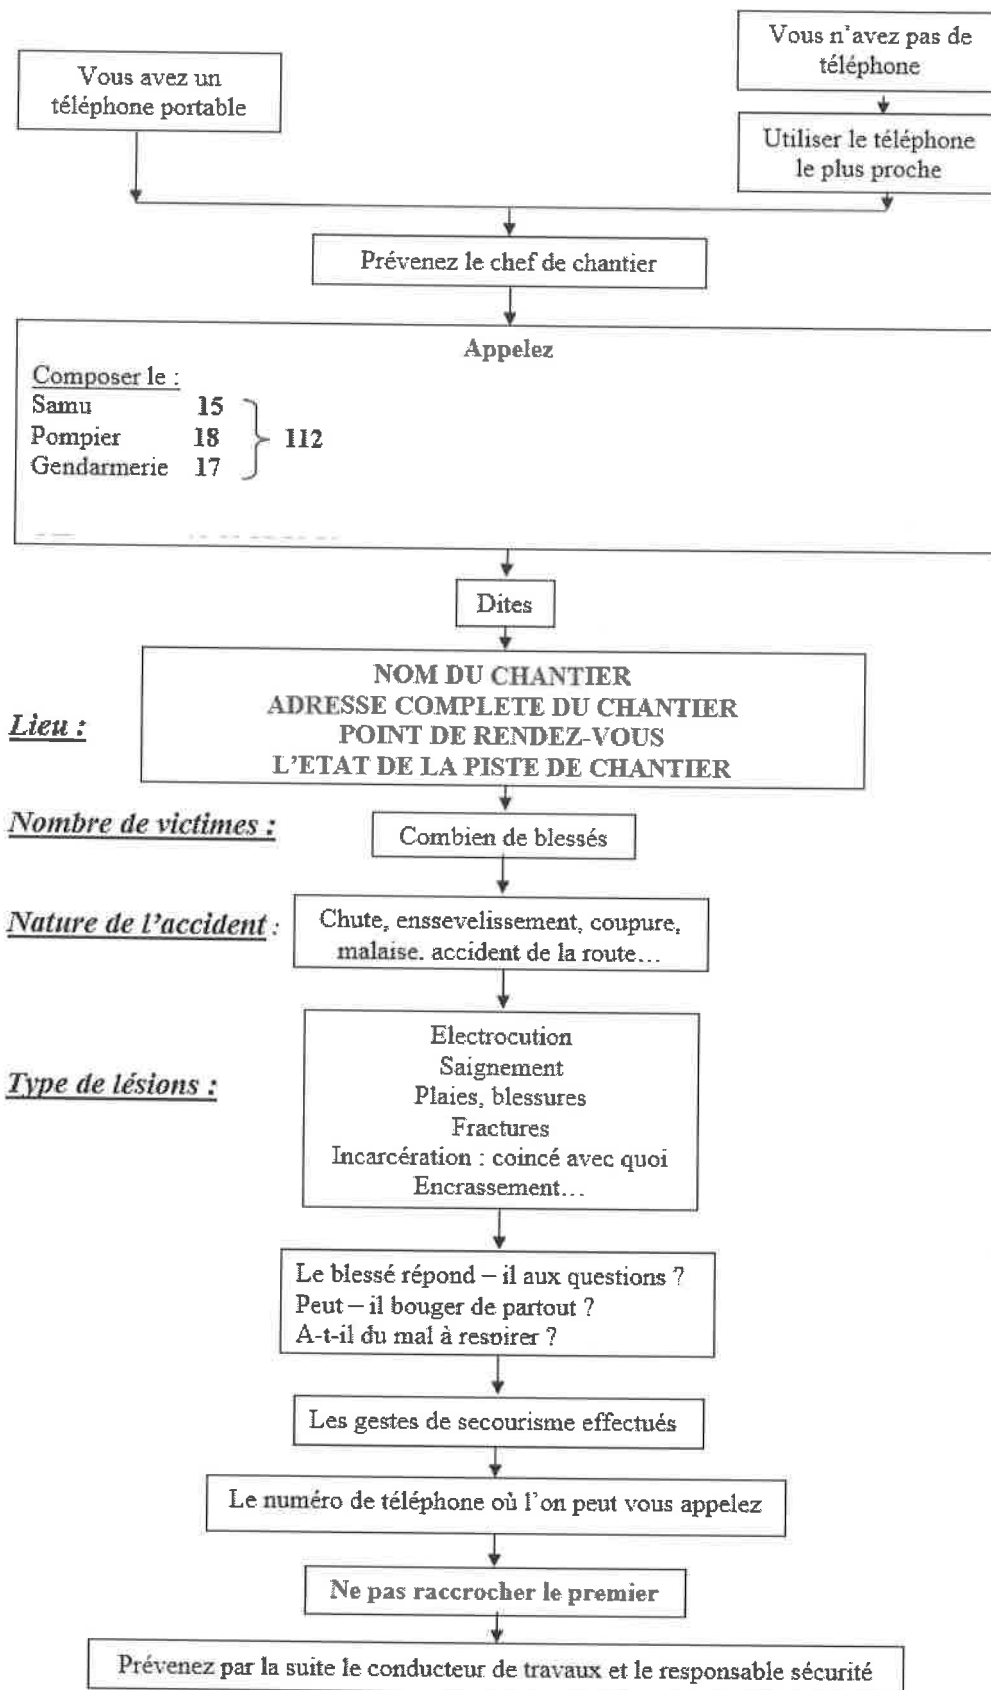 Vous avez un
téléphone portable
Vous n'avez pas de
téléphone
Utiliser le téléphone
le plus proche
Prévenez le chef de chantier
Appelez
Composer le :
Samu 15
Pompier 18 112
Gendarmerie 17
Dites
Lieu :
NOM DU CHANTIER
ADRESSE COMPLETE DU CHANTIER
POINT DE RENDEZ-VOUS
L'ETAT DE LA PISTE DE CHANTIER
Nombre de victimes :
Combien de blessés
Nature de l'accident :
Chute, enssevelissement, coupure,
malaise. accident de la route...
Type de lésions :
Electrocution
Saignement
Plaies, blessures
Fractures
Incarcération : coincé avec quoi
Encrassement...
Le blessé répond – il aux questions ?
Peut – il bouger de partout ?
A-t-il du mal à respirer ?
Les gestes de secourisme effectués
Le numéro de téléphone où l'on peut vous appelez
Ne pas raccrocher le premier
Prévenez par la suite le conducteur de travaux et le responsable sécurité